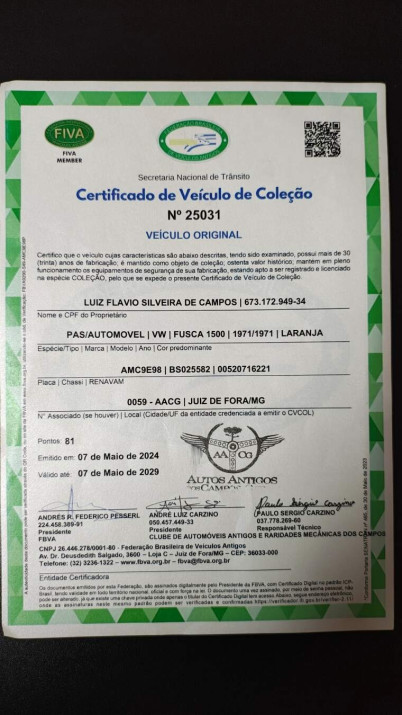 FIVA
FIVA
MEMBER
Secretaria Nacional de Trânsito
Certificado de Veículo de Coleção
Nº 25031
VEÍCULO ORIGINAL
Certifico que o veículo cujas características são abaixo descritas, tendo sido examinado, possui mais de 30
(trinta) anos de fabricação; é mantido como objeto de coleção; ostenta valor histórico; mantém em pleno
funcionamento os equipamentos de segurança de sua fabricação, estando apto a ser registrado e licenciado
na espécie COLEÇÃO, pelo que se expede o presente Certificado de Veículo de Coleção.
LUIZ FLAVIO SILVEIRA DE CAMPOS | 673.172.949-34
Nome e CPF do Proprietário
PAS/AUTOMOVEL | VW | FUSCA 1500 | 1971/1971 | LARANJA
Espécie/Tipo | Marca | Modelo | Ano | Cor predominante
AMC9E98 | BS025582 | 00520716221
Placa | Chassi | RENAVAM
0059 - AACG | JUIZ DE FORA/MG
N° Associado (se houver) | Local (Cidade/UF da entidade credenciada a emitir o CVCOL)
Pontos 81
Emitido em: 07 de Maio de 2024
Válido até: 07 de Maio de 2029
AA CG
AUTOS ANTIGOS
ANDRÉS R. FEDERICO PESSERL
224.458.389-91
Presidente
FBVA
ANDRÉ LUIZ CARZINO
050.457.449-33
Presidente
PAULO SERGIO CARZINO
037.778.269-60
Responsável Técnico
CLUBE DE AUTOMÓVEIS ANTIGOS E RARIDADES MECÂNICAS DOS CAMPOS
CNPJ 26.446.278/0001-80 - Federação Brasileira de Veículos Antigos
Av. Dr. Deusdedith Salgado, 3600 – Loja C – Juiz de Fora/MG – CEP: 36033-000
Telefone: (32) 3236-1322 – www.fbva.org.br – fbva@fbva.org.br
Entidade Certificadora